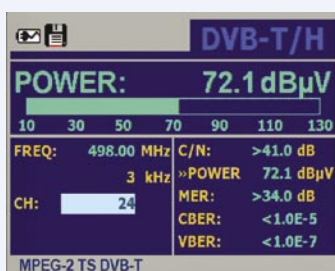 DVB-T/H
POWER: 72.1 dBµV
10 30 50 70 90 110 130
FREQ: 498.00 MHz
3 kHz
CH: 24
C/N: >41.0 dB
»POWER 72.1 dBµV
MER: >34.0 dB
CBER: <1.0E-5
VBER: <1.0E-7
MPEG-2 TS DVB-T